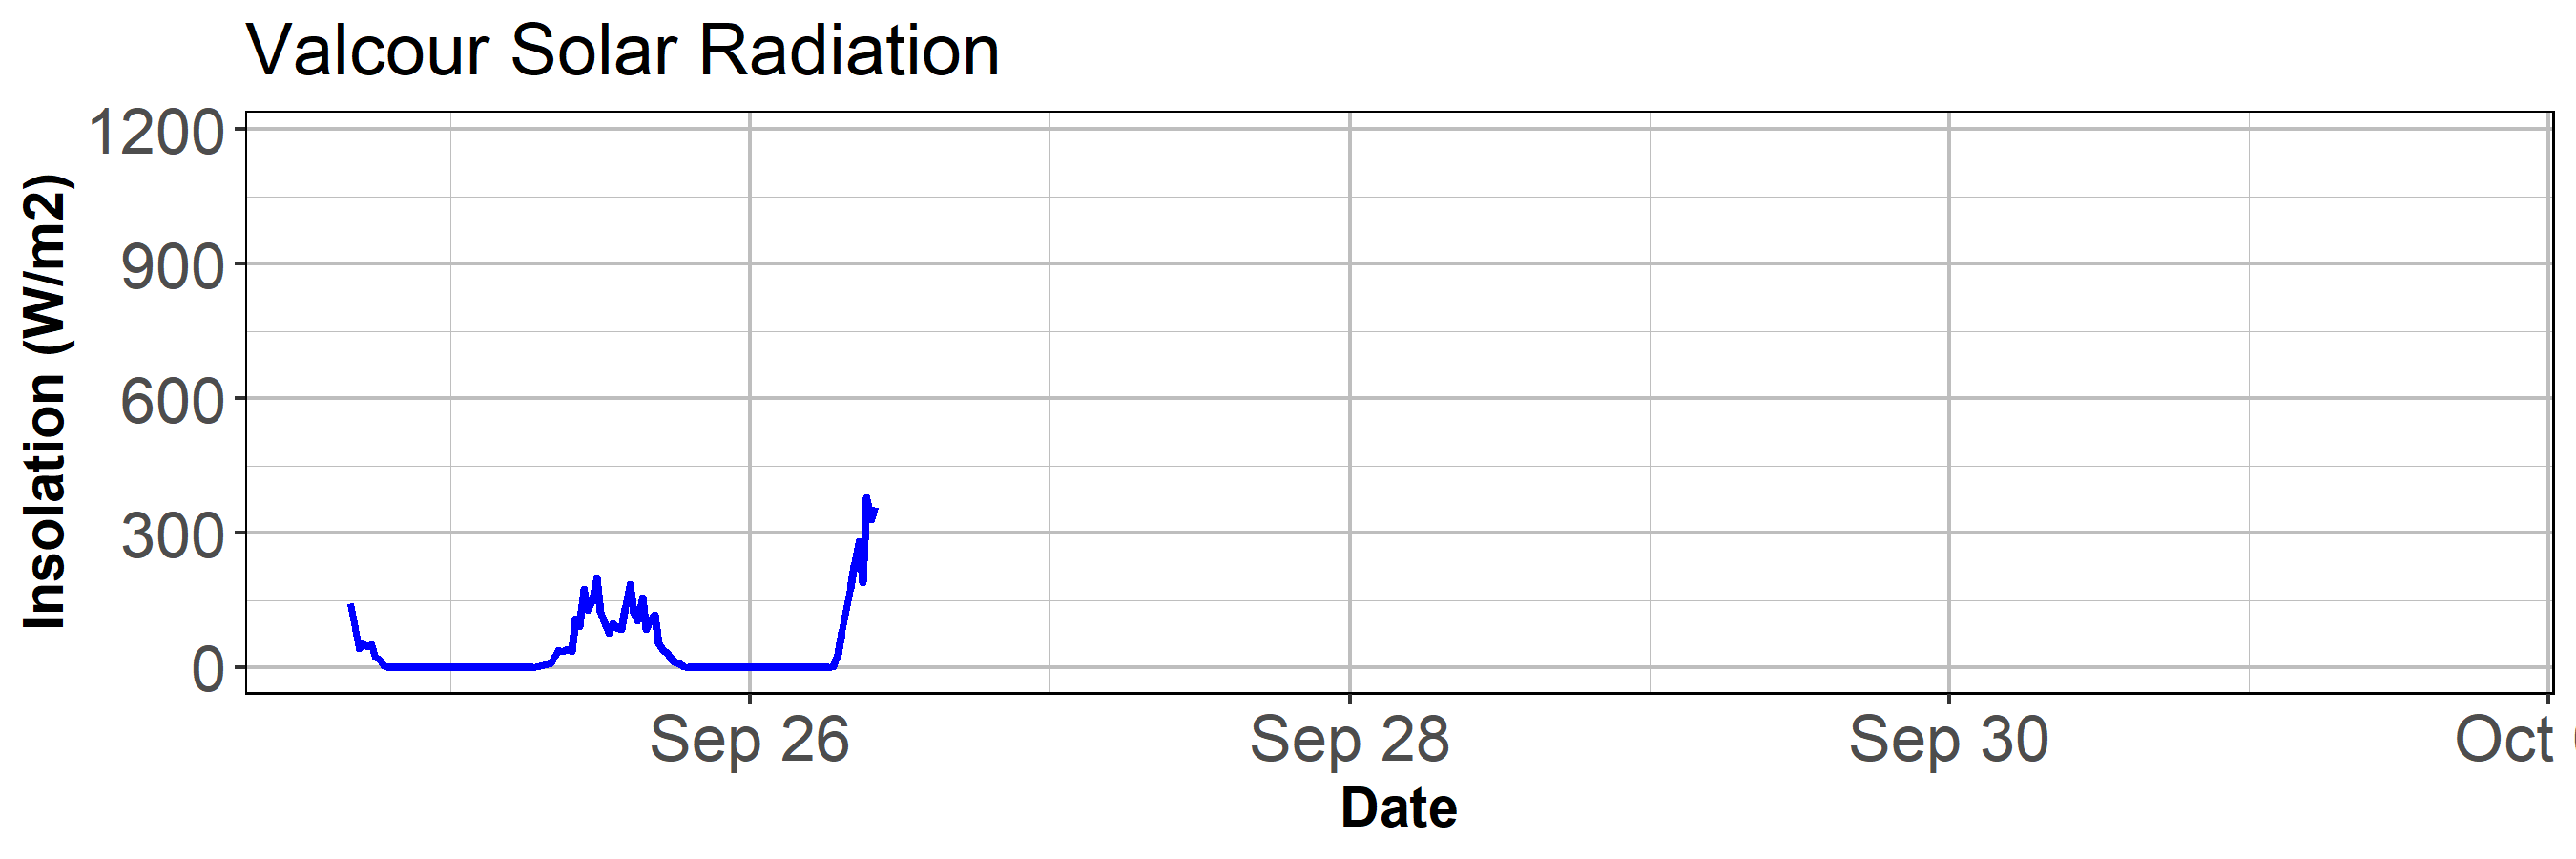 Valcour Solar Radiation
1200
900
600
300
0
Insolation (W/m2)
Sep 26 Sep 28 Sep 30 Oct
Date